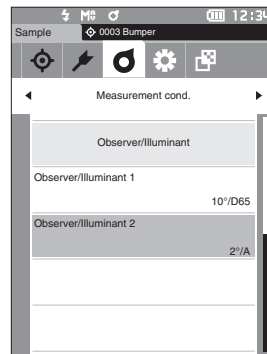 12:34
Sample
0003 Bumper
Measurement cond.
Observer/Illuminant
Observer/Illuminant 1
10°/D65
Observer/Illuminant 2
2°/A